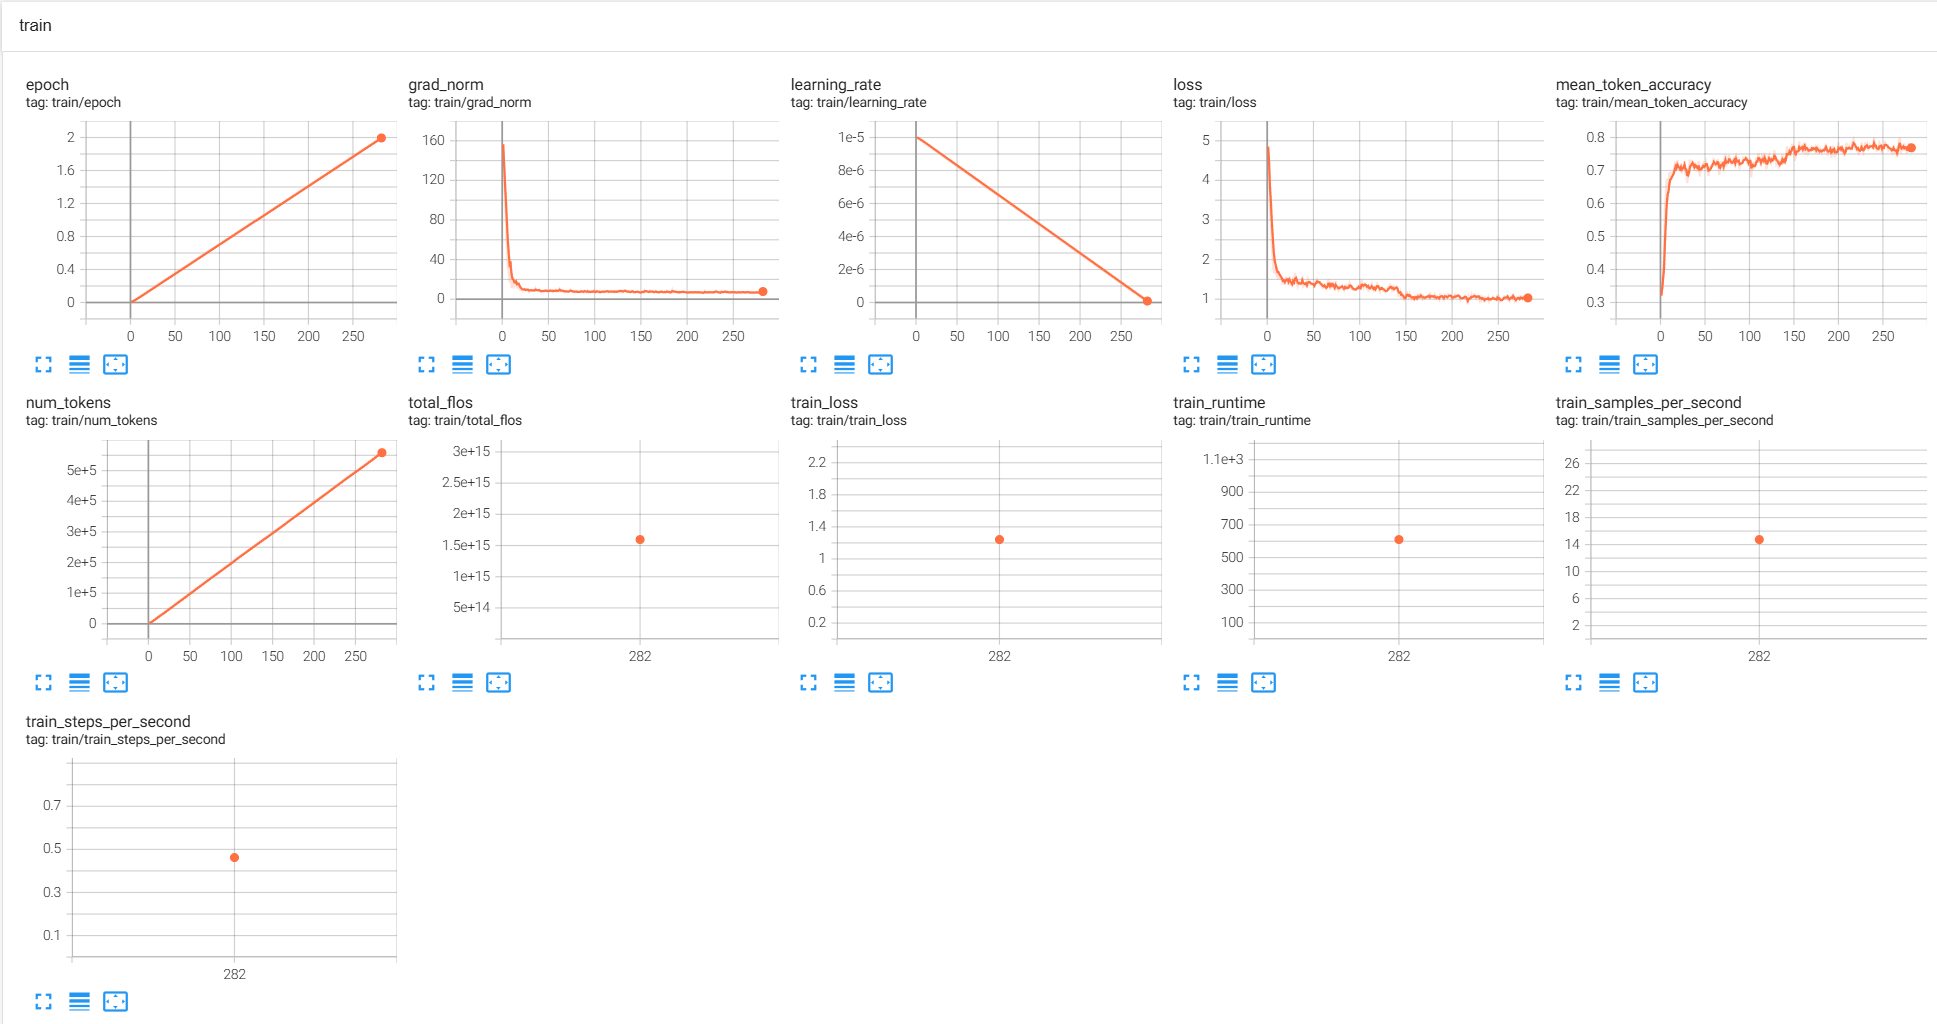 train
epoch
tag: train/epoch
2
1.6
1.2
0.8
0.4
0
0 50 100 150 200 250
grad_norm
tag: train/grad_norm
160
120
80
40
0
0 50 100 150 200 250
learning_rate
tag: train/learning_rate
1e-5
8e-6
6e-6
4e-6
2e-6
0
0 50 100 150 200 250
loss
tag: train/loss
5
4
3
2
1
0 50 100 150 200 250
mean_token_accuracy
tag: train/mean_token_accuracy
0.8
0.7
0.6
0.5
0.4
0.3
0 50 100 150 200 250
num_tokens
tag: train/num_tokens
5e+5
4e+5
3e+5
2e+5
1e+5
0
0 50 100 150 200 250
total_flos
tag: train/total_flos
3e+15
2.5e+15
2e+15
1.5e+15
1e+15
5e+14
282
train_loss
tag: train/train_loss
2.2
1.8
1.4
1
0.6
0.2
282
train_runtime
tag: train/train_runtime
1.1e+3
900
700
500
300
100
282
train_samples_per_second
tag: train/train_samples_per_second
26
22
18
14
10
6
2
282
train_steps_per_second
tag: train/train_steps_per_second
0.7
0.5
0.3
0.1
282